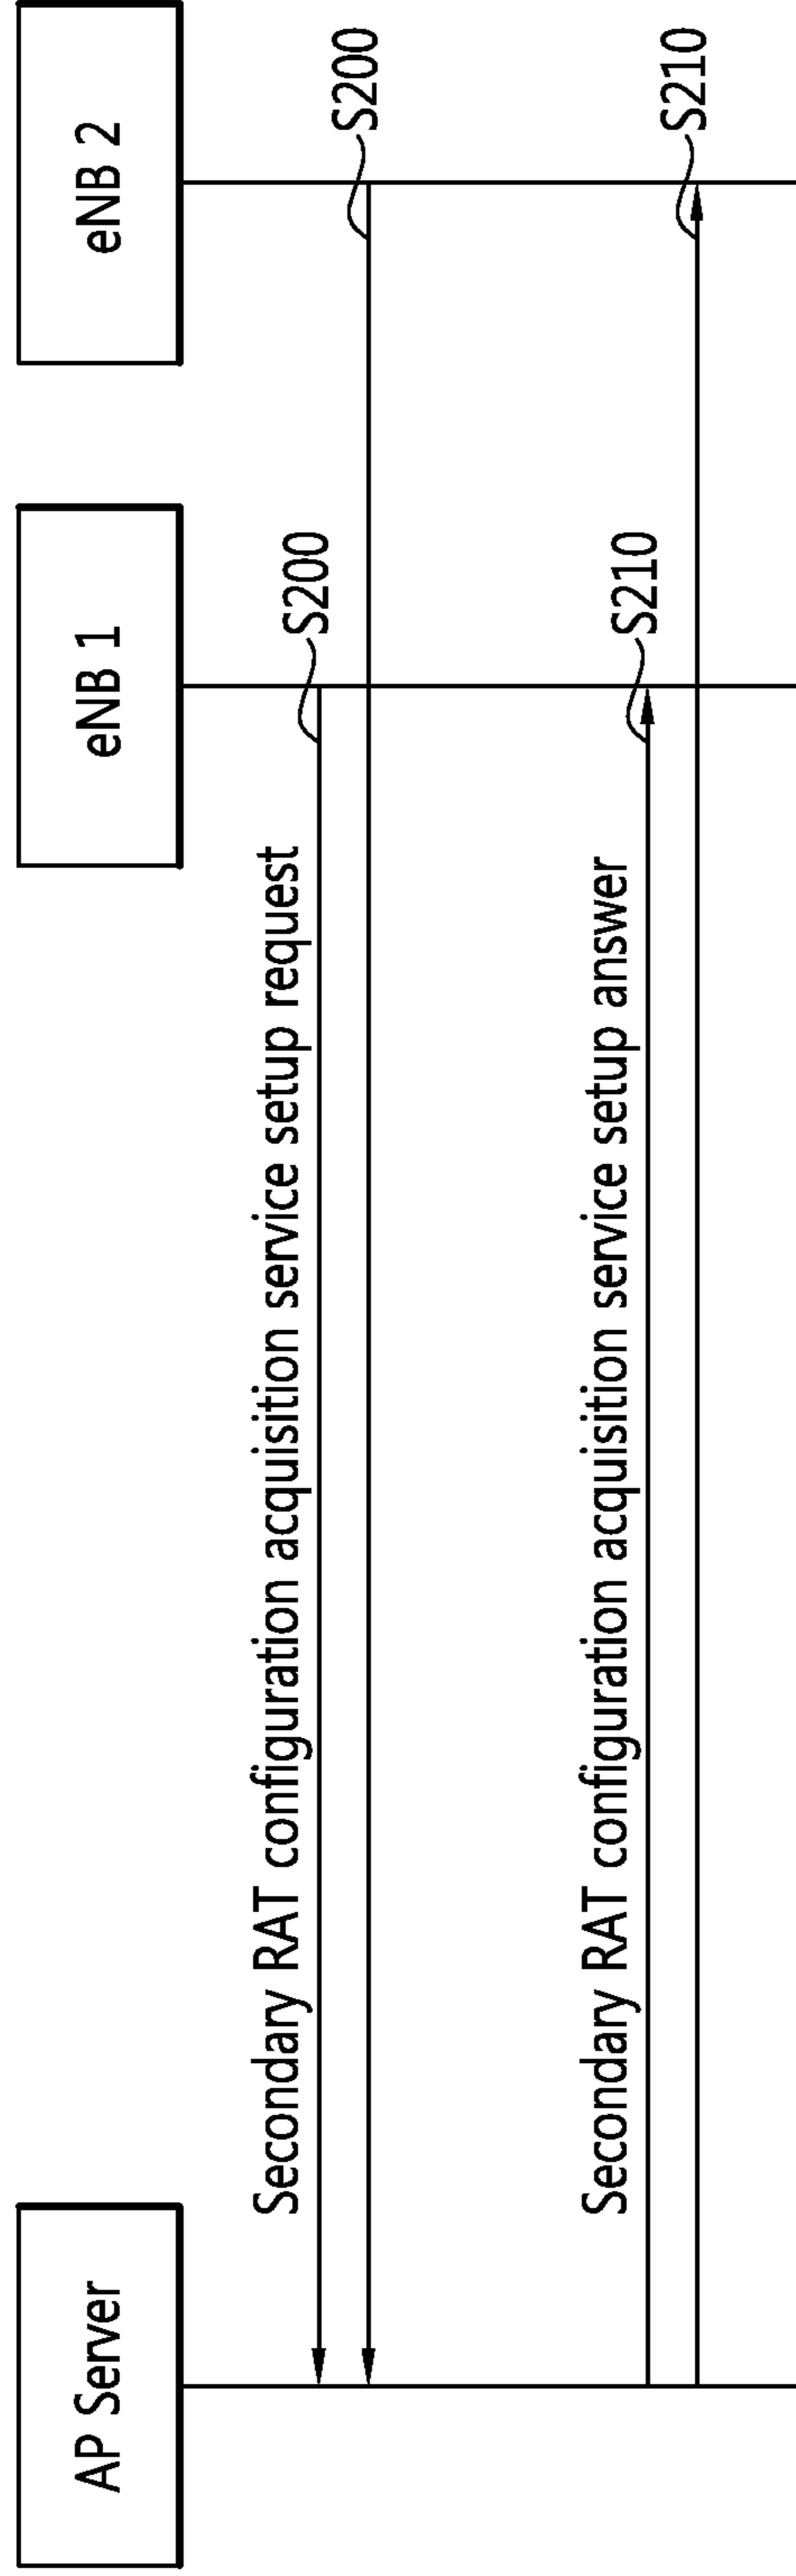 AP Server
eNB 1
eNB 2
S200
S200
Secondary RAT configuration acquisition service setup request
S210
S210
Secondary RAT configuration acquisition service setup answer